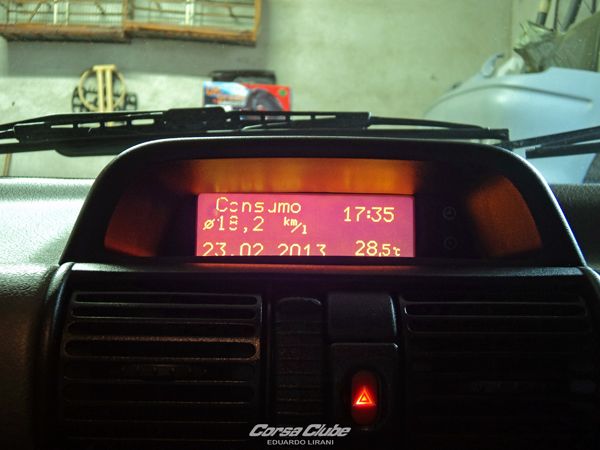 Consumo
17:35
ø18,2 km/l
23.02.2013 28,5°C
Corsa Clube
EDUARDO LIRANI